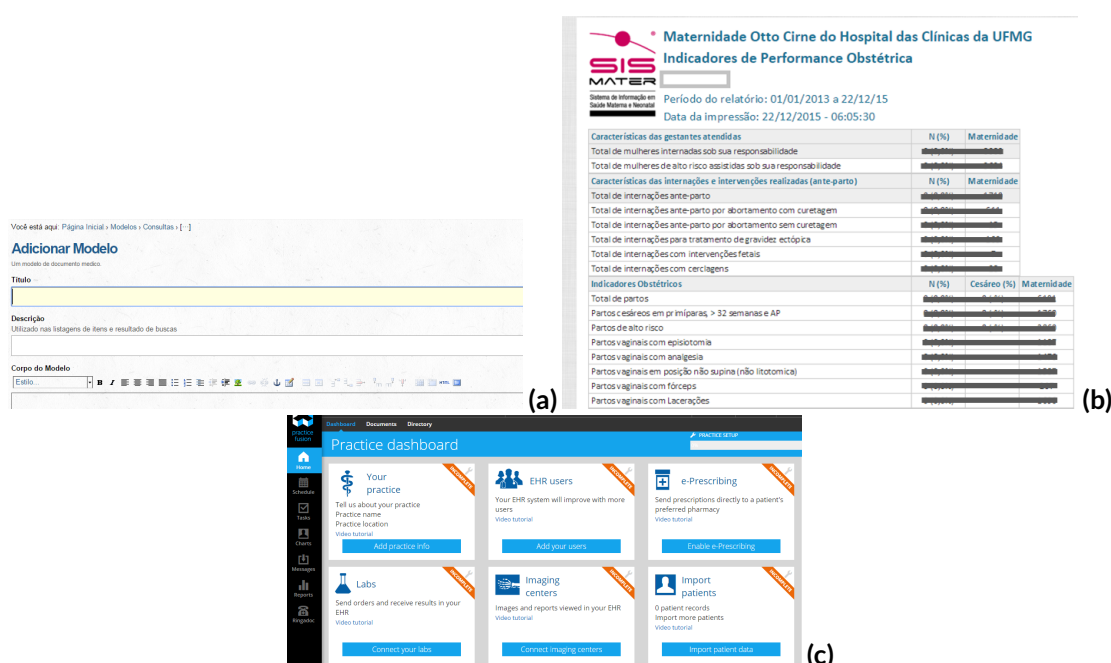 Você está aqui: Página Inicial › Modelos › Consultas › [···]
Adicionar Modelo
Um modelo de documento medico.
Título
Descrição
Utilizado nas listagens de itens e resultado de buscas
Corpo do Modelo
Estilo...
HTML
(a)
SIS
MATER
Sistema de Informação em
Saúde Materna e Neonatal
Maternidade Otto Cirne do Hospital das Clínicas da UFMG
Indicadores de Performance Obstétrica
Período do relatório: 01/01/2013 a 22/12/15
Data da impressão: 22/12/2015 - 06:05:30
Características das gestantes atendidas N (%) Maternidade
Total de mulheres internadas sob sua responsabilidade
Total de mulheres de alto risco assistidas sob sua responsabilidade
Características das internações e intervenções realizadas (ante-parto) N (%) Maternidade
Total de internações ante-parto
Total de internações ante-parto por abortamento com curetagem
Total de internações ante-parto por abortamento sem curetagem
Total de internações para tratamento de gravidez ectópica
Total de internações com intervenções fetais
Total de internações com cerclagens
Indicadores Obstétricos N (%) Cesáreo (%) Maternidade
Total de partos
Partos cesáreos em primíparas, > 32 semanas e AP
Partos de alto risco
Partos vaginais com episiotomia
Partos vaginais com analgesia
Partos vaginais em posição não supina (não litotomica)
Partos vaginais com fórceps
Partos vaginais com Lacerações
(b)
practice
fusion
Home
Schedule
Tasks
Charts
Messages
Reports
Ringadoc
Dashboard Documents Directory
Practice dashboard
PRACTICE SETUP
Your
practice
INCOMPLETE
Tell us about your practice
Practice name
Practice location
Video tutorial
Add practice info
EHR users
INCOMPLETE
Your EHR system will improve with more
users
Video tutorial
Add your users
e-Prescribing
INCOMPLETE
Send prescriptions directly to a patient's
preferred pharmacy
Video tutorial
Enable e-Prescribing
Labs
INCOMPLETE
Send orders and receive results in your
EHR
Video tutorial
Connect your labs
Imaging
centers
INCOMPLETE
Images and reports viewed in your EHR
Video tutorial
Connect imaging centers
Import
patients
INCOMPLETE
0 patient records
Import more patients
Video tutorial
Import patient data
(c)